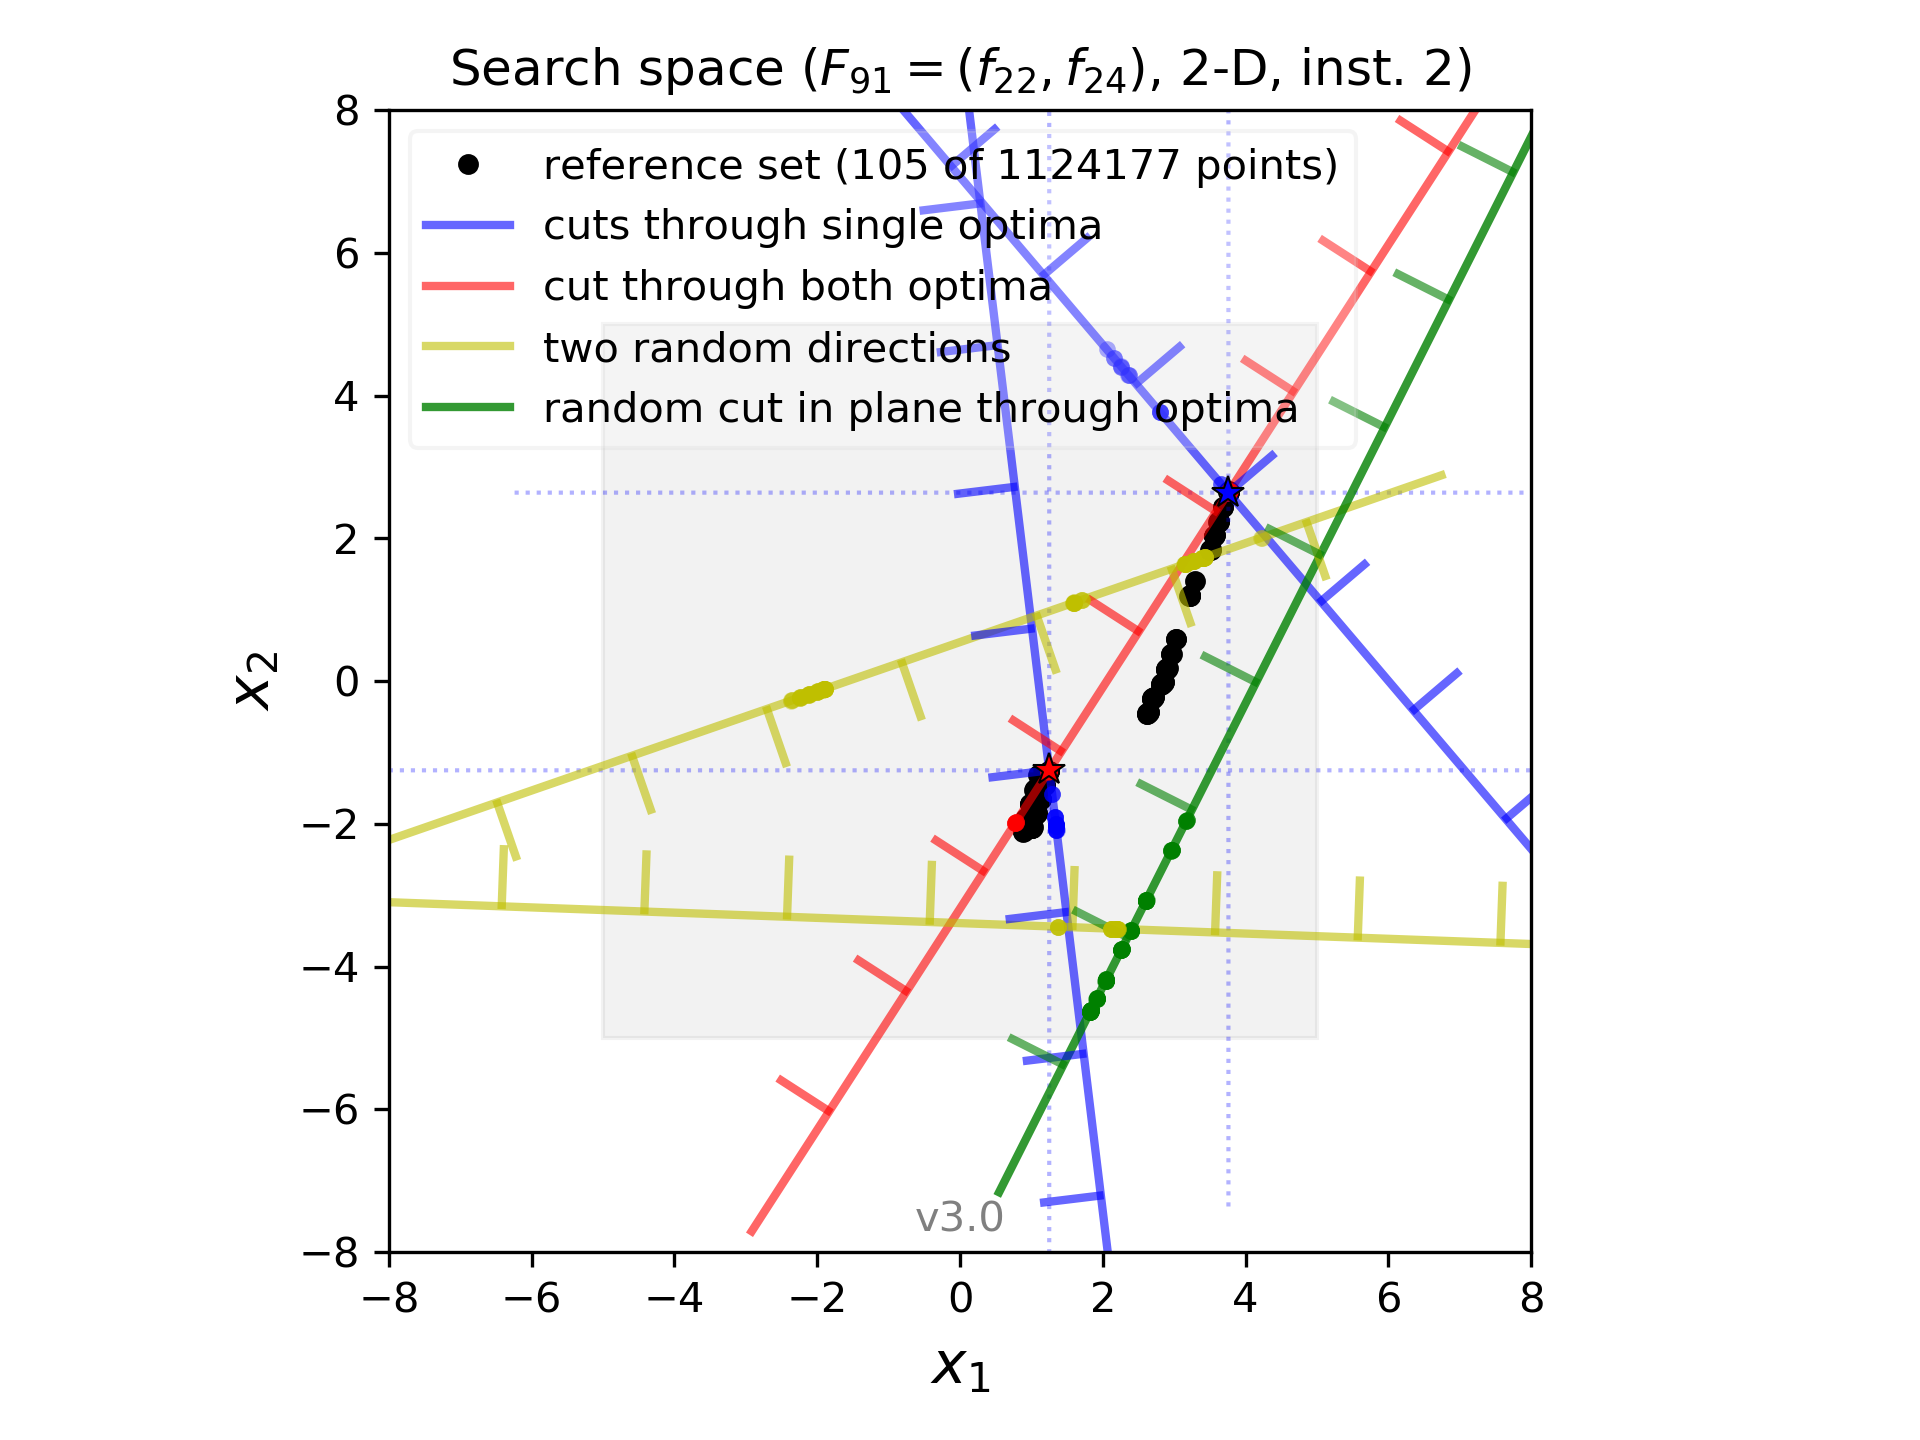 Search space (F91 = (f22, f24), 2-D, inst. 2)
reference set (105 of 1124177 points)
cuts through single optima
cut through both optima
two random directions
random cut in plane through optima
8
6
4
2
0
−2
−4
−6
−8
x2
v3.0
−8 −6 −4 −2 0 2 4 6 8
x1